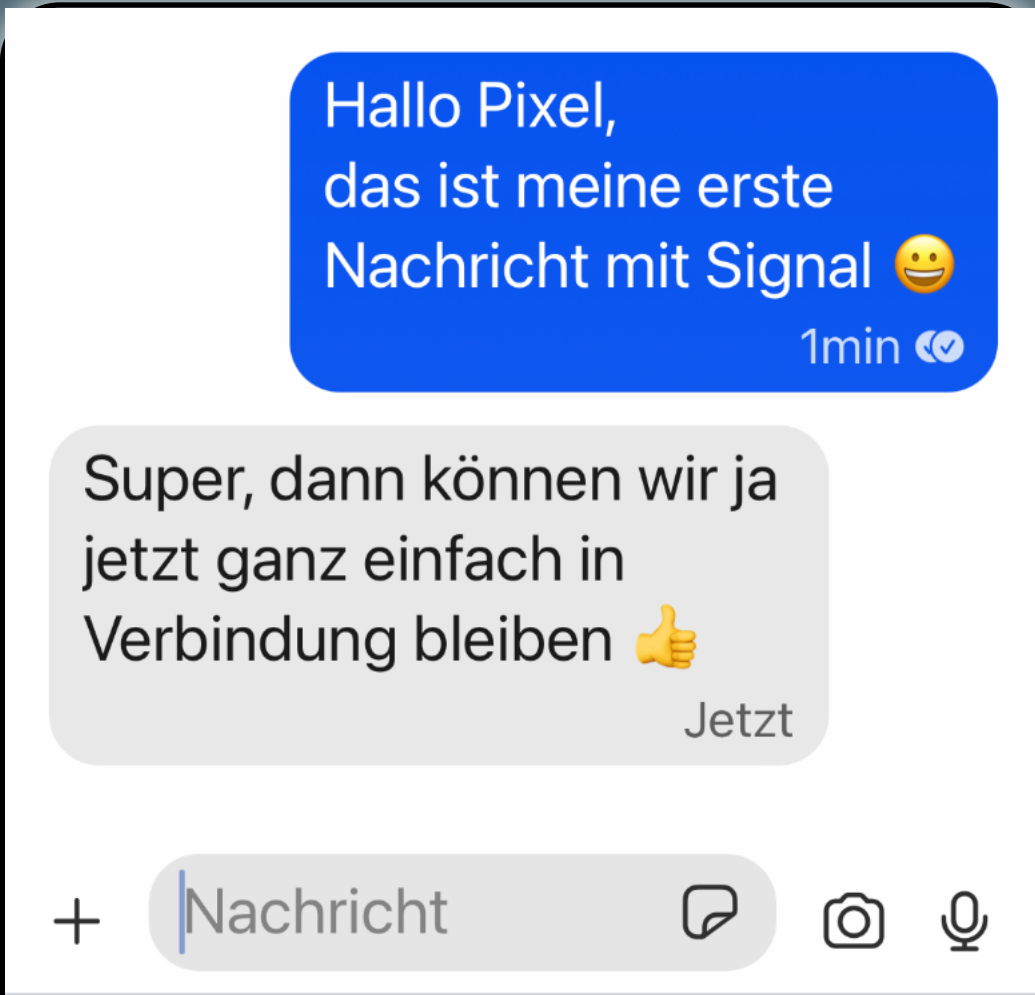 Hallo Pixel,
das ist meine erste
Nachricht mit Signal 😀
1min
Super, dann können wir ja
jetzt ganz einfach in
Verbindung bleiben 👍
Jetzt
Nachricht